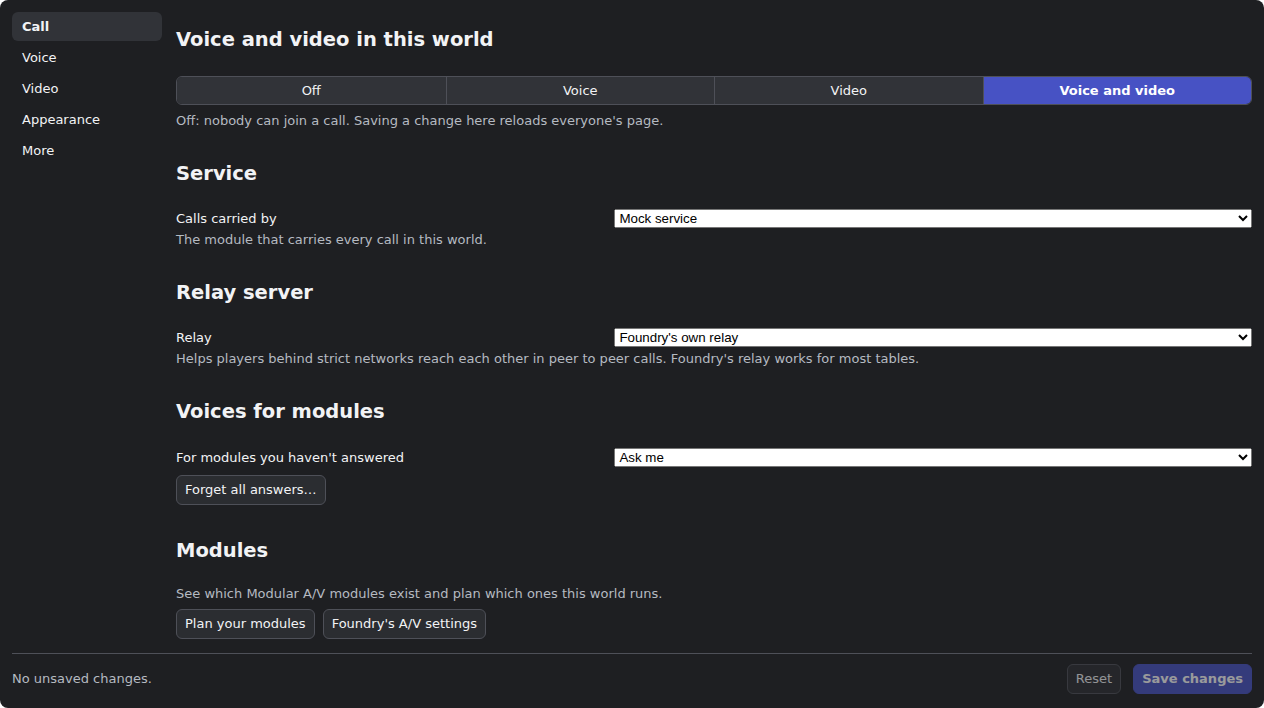 Call
Voice
Video
Appearance
More
Voice and video in this world
Off
Voice
Video
Voice and video
Off: nobody can join a call. Saving a change here reloads everyone's page.
Service
Calls carried by
Mock service
The module that carries every call in this world.
Relay server
Relay
Foundry's own relay
Helps players behind strict networks reach each other in peer to peer calls. Foundry's relay works for most tables.
Voices for modules
For modules you haven't answered
Ask me
Forget all answers…
Modules
See which Modular A/V modules exist and plan which ones this world runs.
Plan your modules
Foundry's A/V settings
No unsaved changes.
Reset
Save changes